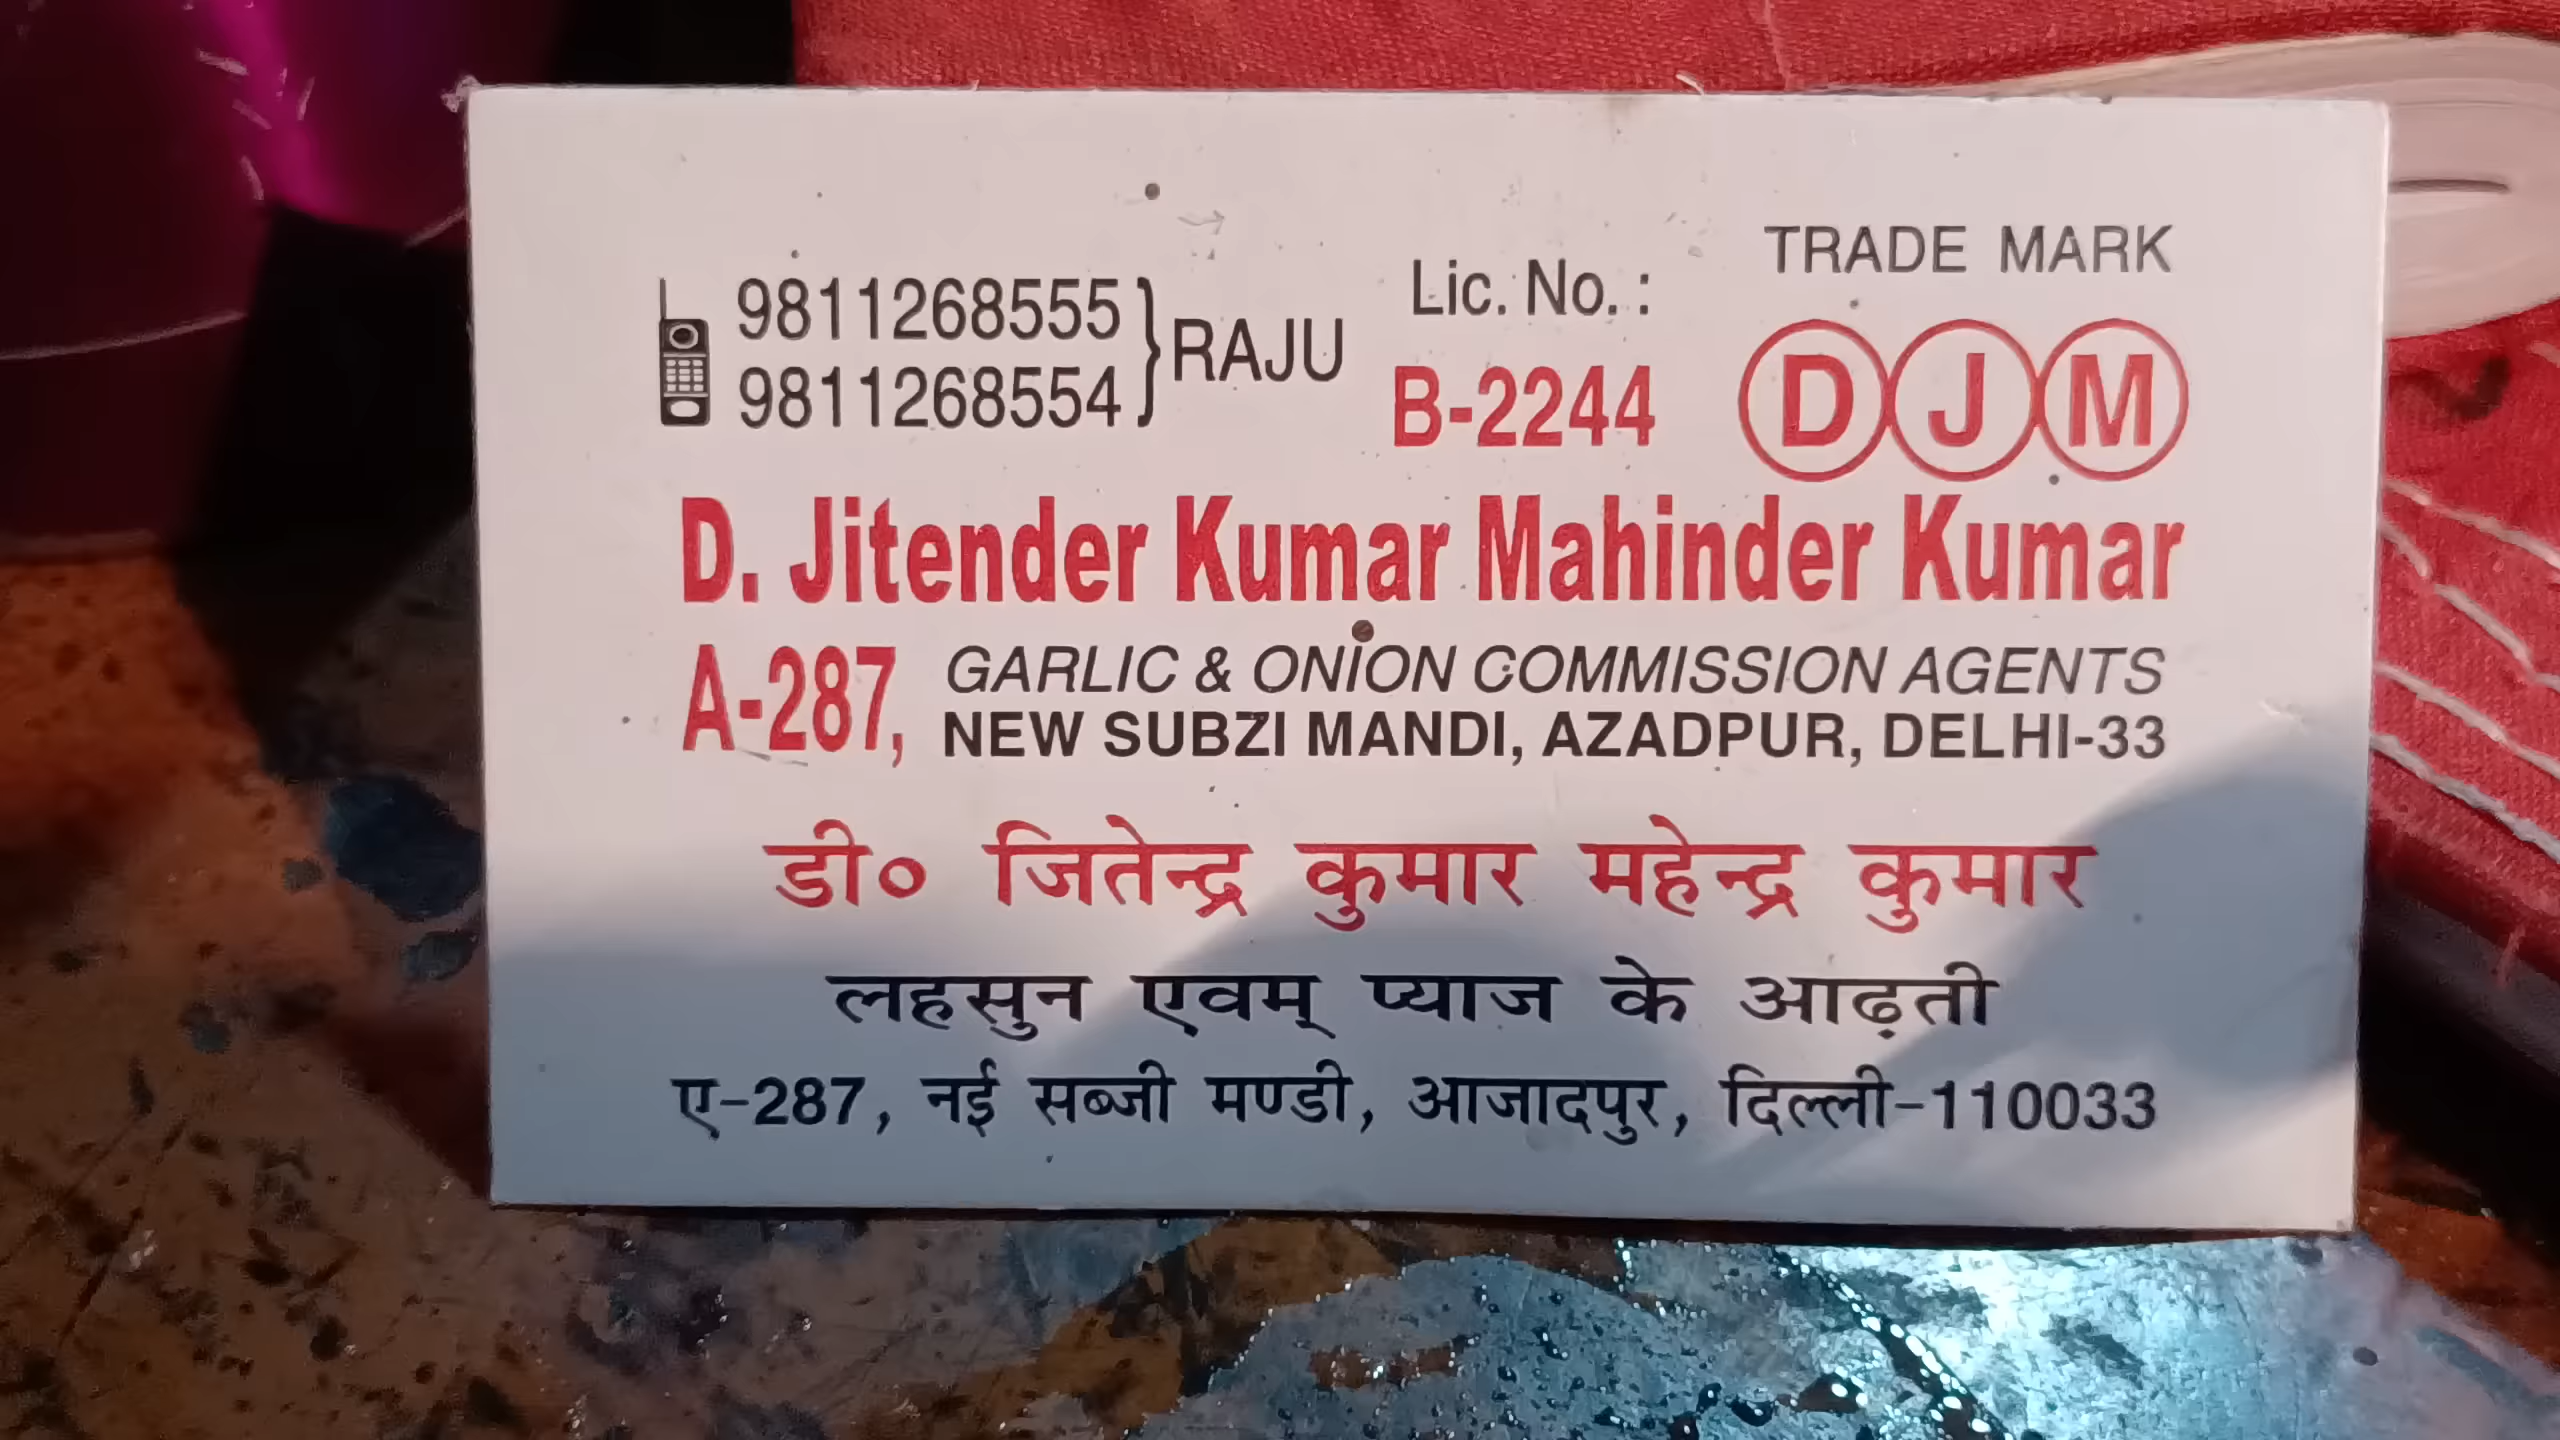 9811268555
9811268554
RAJU
Lic. No. :
B-2244
TRADE MARK
D J M
D. Jitender Kumar Mahinder Kumar
A-287, GARLIC & ONION COMMISSION AGENTS
NEW SUBZI MANDI, AZADPUR, DELHI-33
डी० जितेन्द्र कुमार महेन्द्र कुमार
लहसुन एवम् प्याज के आढ़ती
ए-287, नई सब्जी मण्डी, आजादपुर, दिल्ली-110033